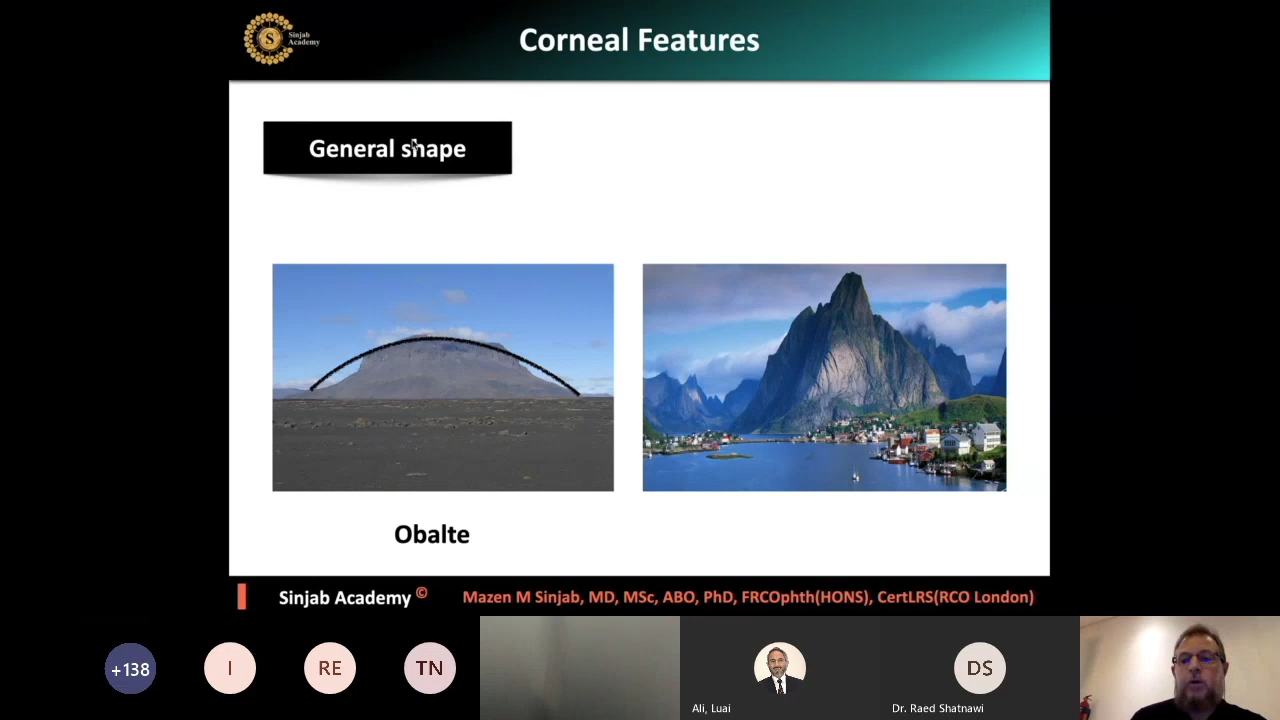 S
Sinjab
Academy
Corneal Features
General shape
Obalte
Sinjab Academy ©
Mazen M Sinjab, MD, MSc, ABO, PhD, FRCOphth(HONS), CertLRS(RCO London)
+138
I
RE
TN
DS
Ali, Luai
Dr. Raed Shatnawi